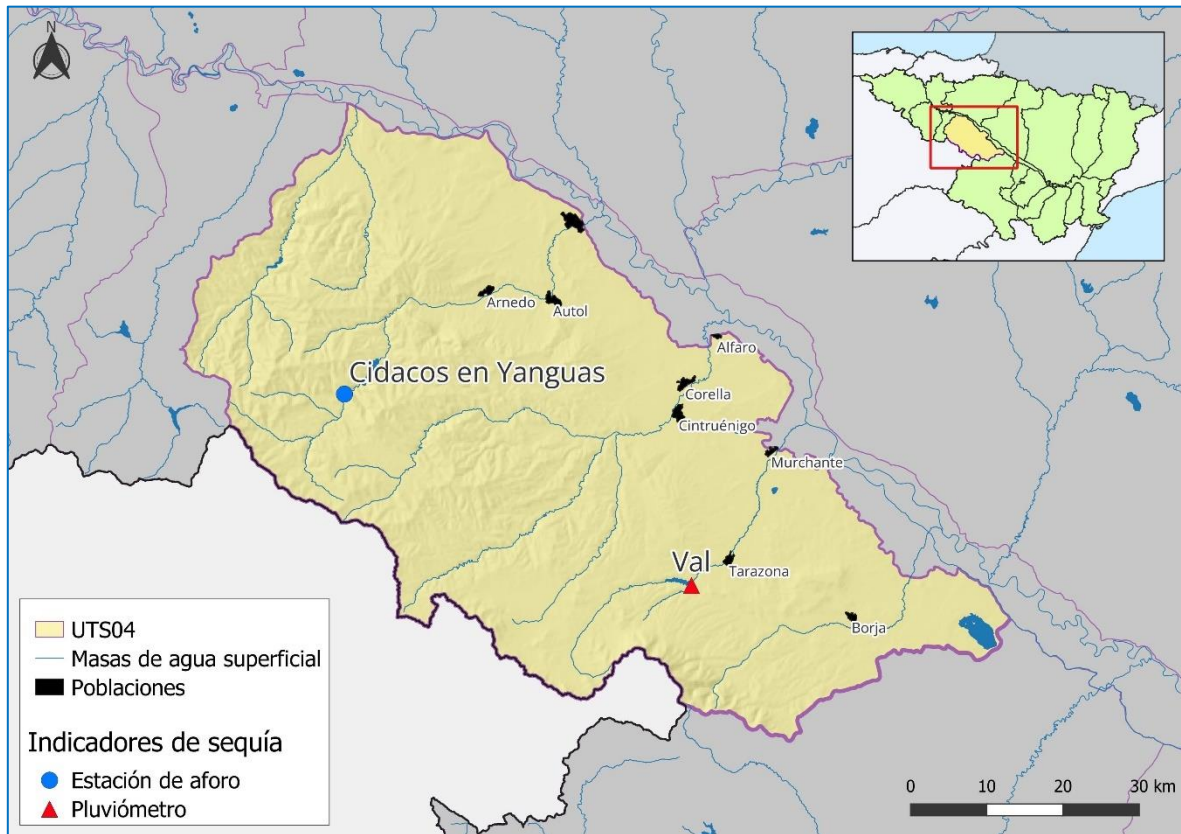 N
Arnedo
Autol
Alfaro
Cidacos en Yanguas
Corella
Cintruénigo
Murchante
Val
Tarazona
Borja
UTS04
Masas de agua superficial
Poblaciones
Indicadores de sequía
Estación de aforo
Pluviómetro
0 10 20 30 km